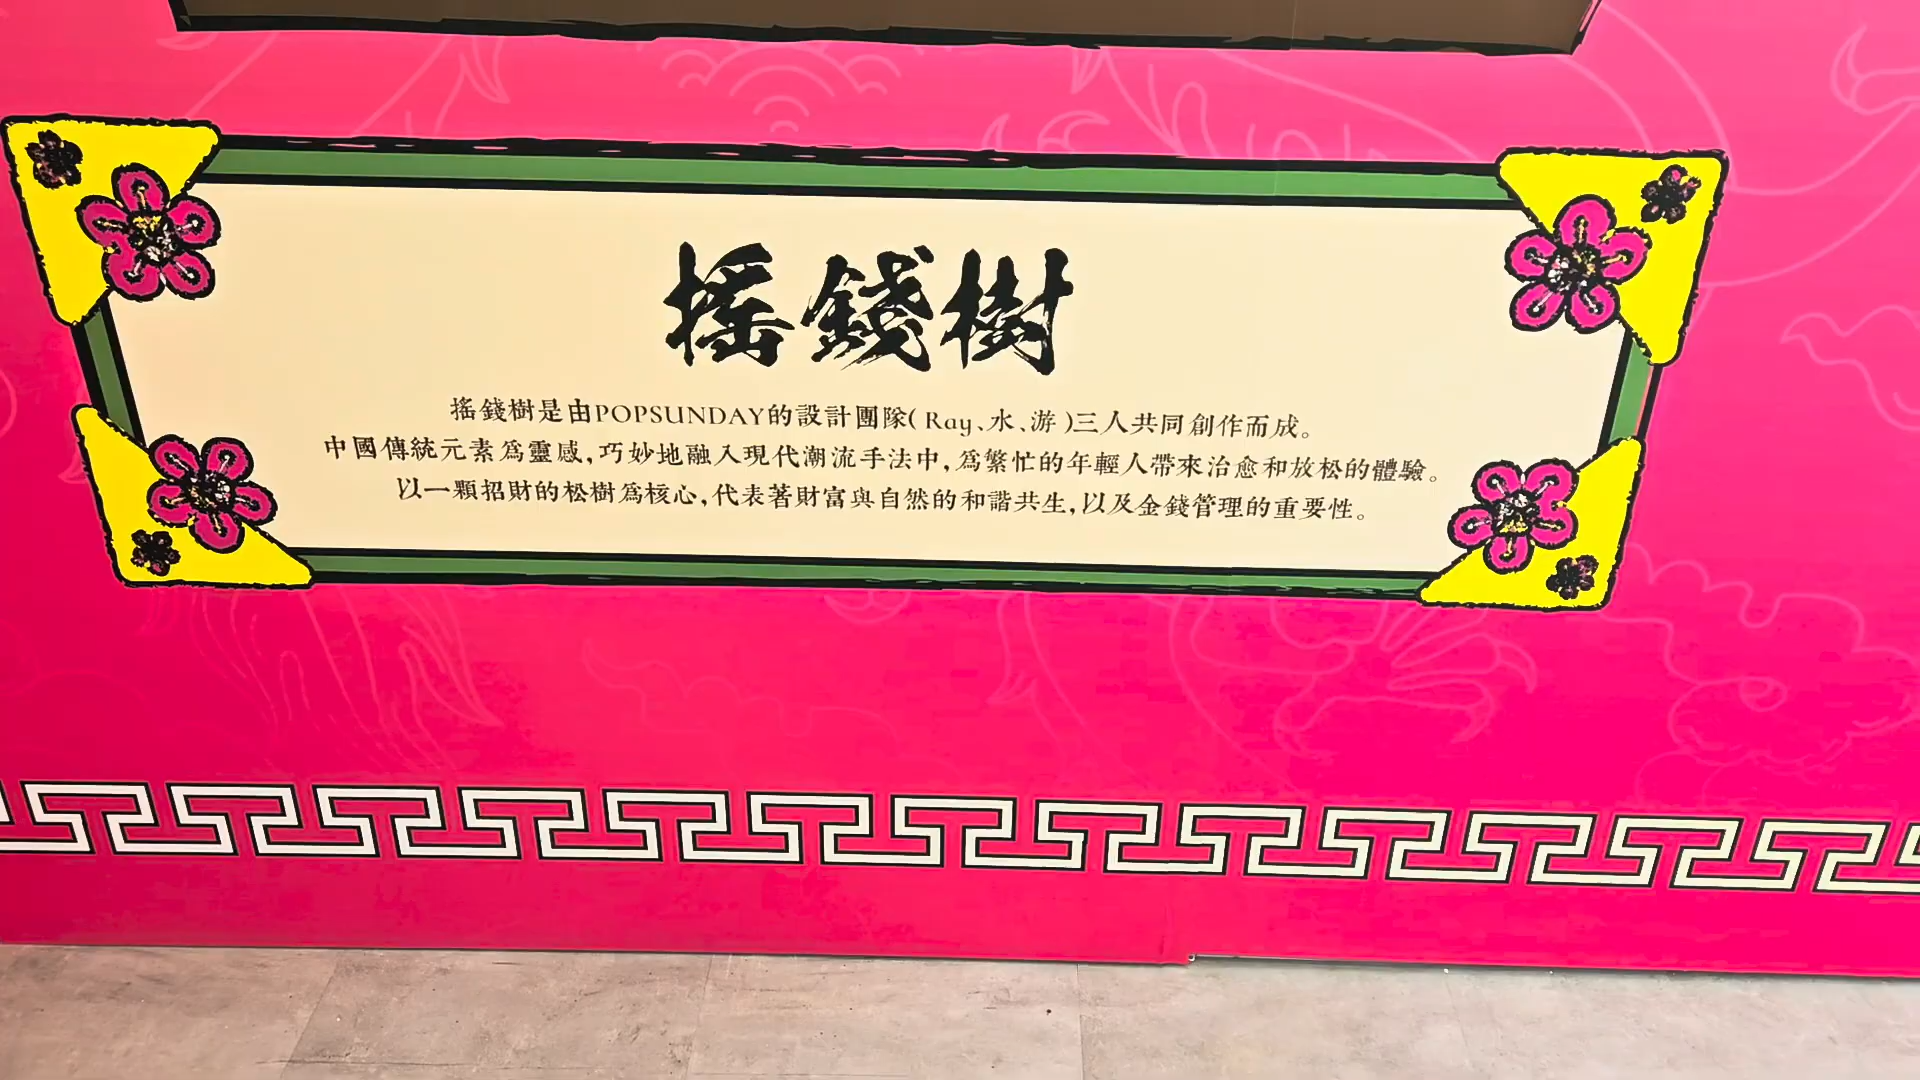 搖錢樹
搖錢樹是由POPSUNDAY的設計團隊( Ray、水、游 )三人共同創作而成。
中國傳統元素爲靈感,巧妙地融入現代潮流手法中,爲繁忙的年輕人帶來治愈和放松的體驗。
以一顆招財的松樹爲核心,代表著財富與自然的和諧共生,以及金錢管理的重要性。